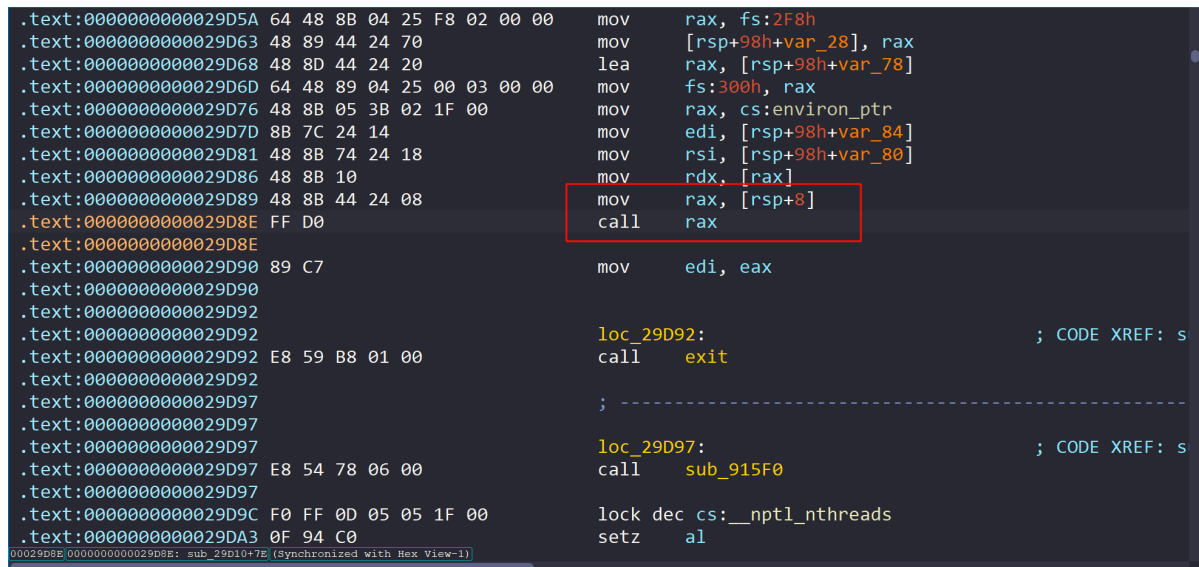 .text:0000000000029D5A 64 48 8B 04 25 F8 02 00 00 mov rax, fs:2F8h
.text:0000000000029D63 48 89 44 24 70 mov [rsp+98h+var_28], rax
.text:0000000000029D68 48 8D 44 24 20 lea rax, [rsp+98h+var_78]
.text:0000000000029D6D 64 48 89 04 25 00 03 00 00 mov fs:300h, rax
.text:0000000000029D76 48 8B 05 3B 02 1F 00 mov rax, cs:environ_ptr
.text:0000000000029D7D 8B 7C 24 14 mov edi, [rsp+98h+var_84]
.text:0000000000029D81 48 8B 74 24 18 mov rsi, [rsp+98h+var_80]
.text:0000000000029D86 48 8B 10 mov rdx, [rax]
.text:0000000000029D89 48 8B 44 24 08 mov rax, [rsp+8]
.text:0000000000029D8E FF D0 call rax
.text:0000000000029D8E
.text:0000000000029D90 89 C7 mov edi, eax
.text:0000000000029D90
.text:0000000000029D92
.text:0000000000029D92 loc_29D92: ; CODE XREF: s
.text:0000000000029D92 E8 59 B8 01 00 call exit
.text:0000000000029D92
.text:0000000000029D97 ; ---------------------------------------------------
.text:0000000000029D97
.text:0000000000029D97 loc_29D97: ; CODE XREF: s
.text:0000000000029D97 E8 54 78 06 00 call sub_915F0
.text:0000000000029D97
.text:0000000000029D9C F0 FF 0D 05 05 1F 00 lock dec cs:__nptl_nthreads
.text:0000000000029DA3 0F 94 C0 setz al
00029D8E 0000000000029D8E: sub_29D10+7E (Synchronized with Hex View-1)